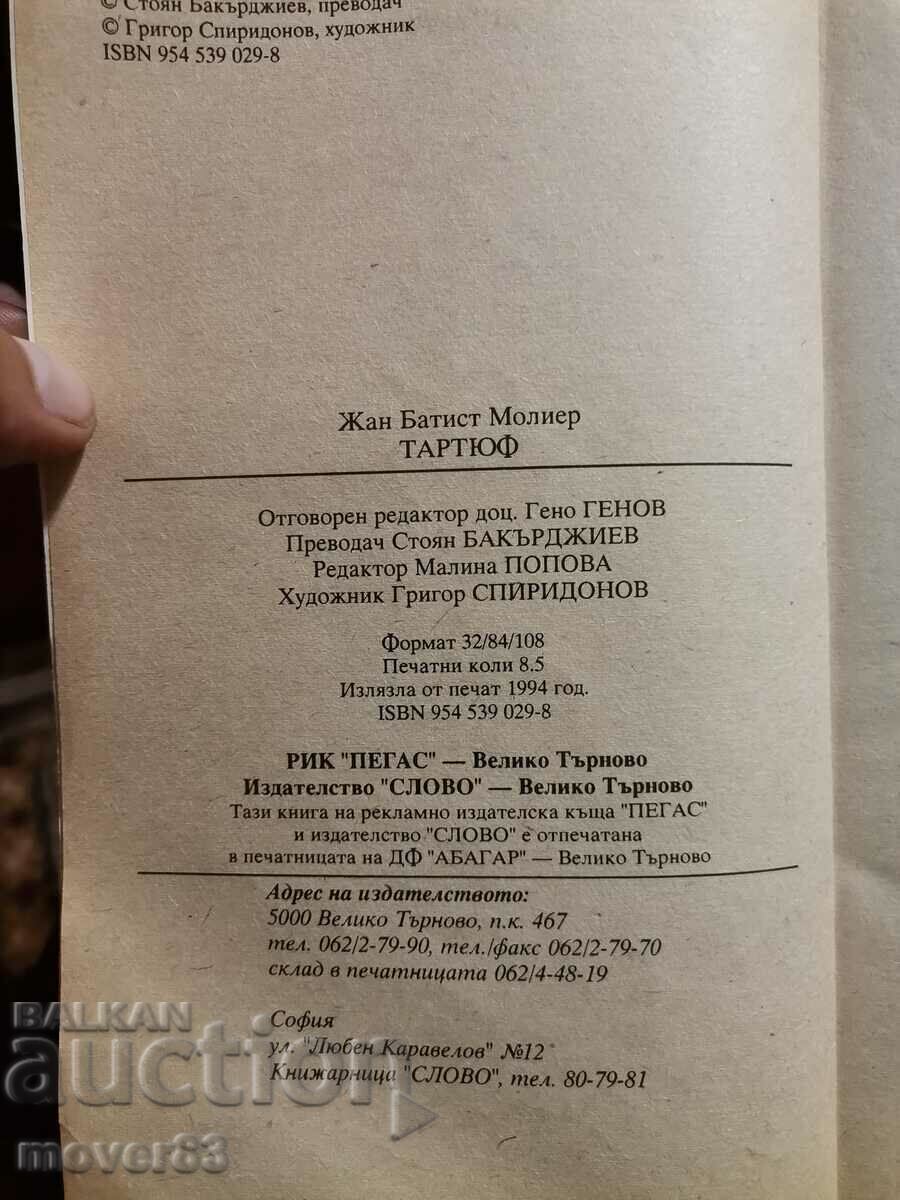 © Стоян Бакърджиев, преводач
© Григор Спиридонов, художник
ISBN 954 539 029-8
Жан Батист Молиер
ТАРТЮФ
Отговорен редактор доц. Гено ГЕНОВ
Преводач Стоян БАКЪРДЖИЕВ
Редактор Малина ПОПОВА
Художник Григор СПИРИДОНОВ
Формат 32/84/108
Печатни коли 8.5
Излязла от печат 1994 год.
ISBN 954 539 029-8
РИК "ПЕГАС" — Велико Търново
Издателство "СЛОВО" — Велико Търново
Тази книга на рекламно издателска къща "ПЕГАС"
и издателство "СЛОВО" е отпечатана
в печатницата на ДФ "АБАГАР" — Велико Търново
Адрес на издателството:
5000 Велико Търново, п.к. 467
тел. 062/2-79-90, тел./факс 062/2-79-70
склад в печатницата 062/4-48-19
София
ул. "Любен Каравелов" №12
Книжарница "СЛОВО", тел. 80-79-81
BALKAN
auction
mover83